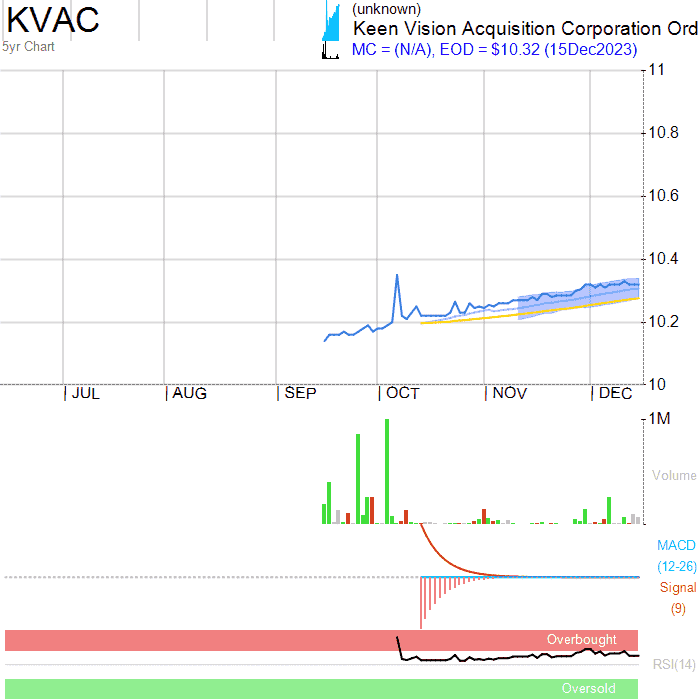 KVAC
5yr Chart
(unknown)
Keen Vision Acquisition Corporation Ord
MC = (N/A), EOD = $10.32 (15Dec2023)
11
10.8
10.6
10.4
10.2
10
JUL AUG SEP OCT NOV DEC
1M
Volume
MACD
(12-26)
Signal
(9)
Overbought
RSI(14)
Oversold